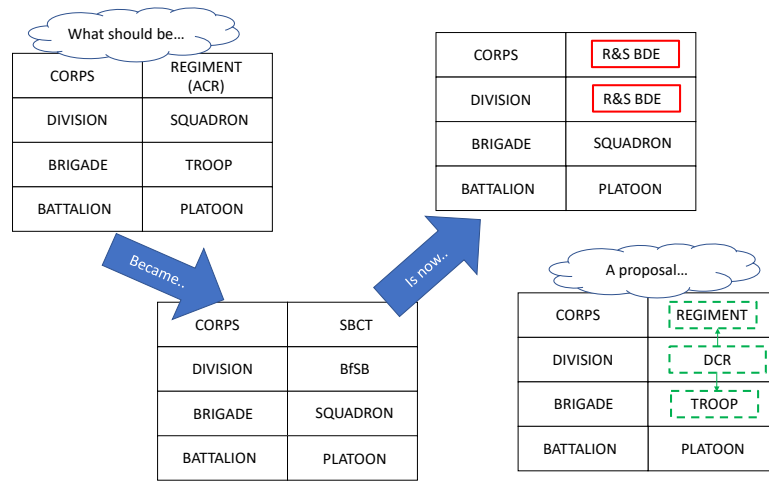 What should be…
CORPS REGIMENT
(ACR)
DIVISION SQUADRON
BRIGADE TROOP
BATTALION PLATOON
Became..
CORPS SBCT
DIVISION BfSB
BRIGADE SQUADRON
BATTALION PLATOON
Is now..
CORPS R&S BDE
DIVISION R&S BDE
BRIGADE SQUADRON
BATTALION PLATOON
A proposal…
CORPS REGIMENT
DIVISION DCR
BRIGADE TROOP
BATTALION PLATOON